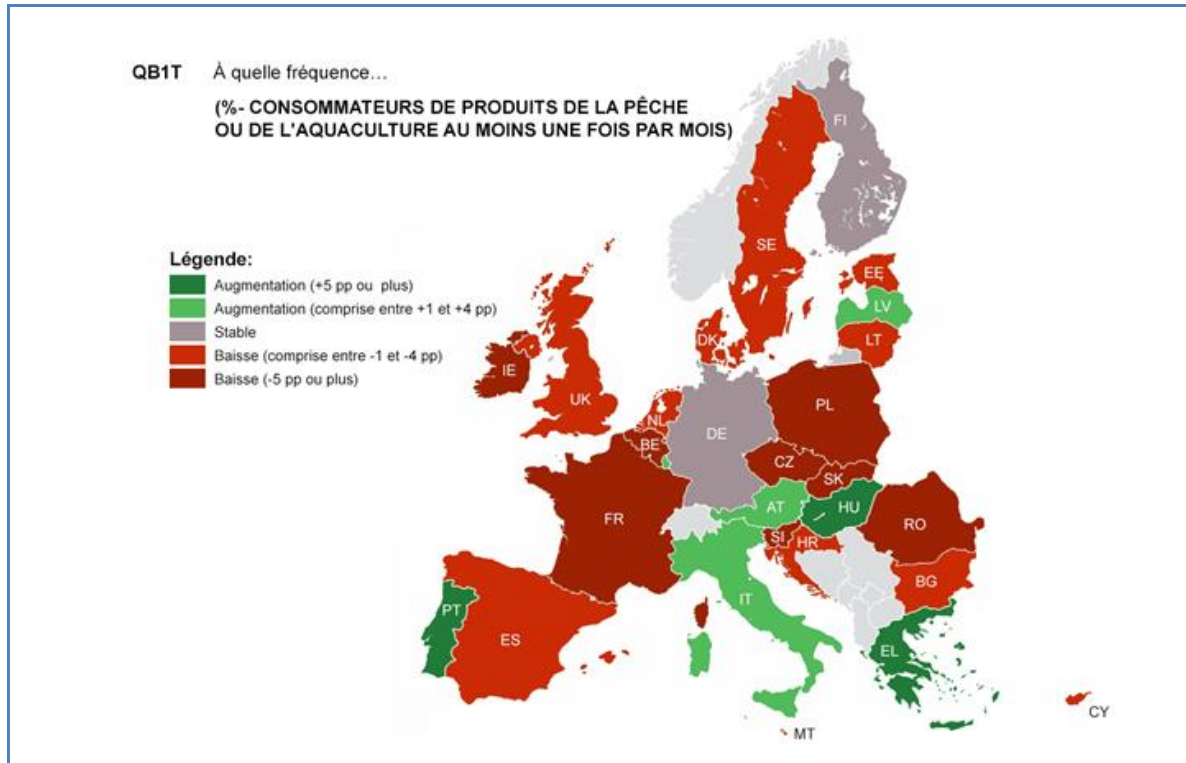 QB1T À quelle fréquence…
(%- CONSOMMATEURS DE PRODUITS DE LA PÊCHE
OU DE L'AQUACULTURE AU MOINS UNE FOIS PAR MOIS)
Légende:
Augmentation (+5 pp ou plus)
Augmentation (comprise entre +1 et +4 pp)
Stable
Baisse (comprise entre -1 et -4 pp)
Baisse (-5 pp ou plus)
FI
SE
EE
LV
LT
DK
IE
UK
NL
BE
DE
PL
CZ
SK
AT
HU
FR
RO
SI
HR
BG
IT
PT
ES
EL
CY
MT